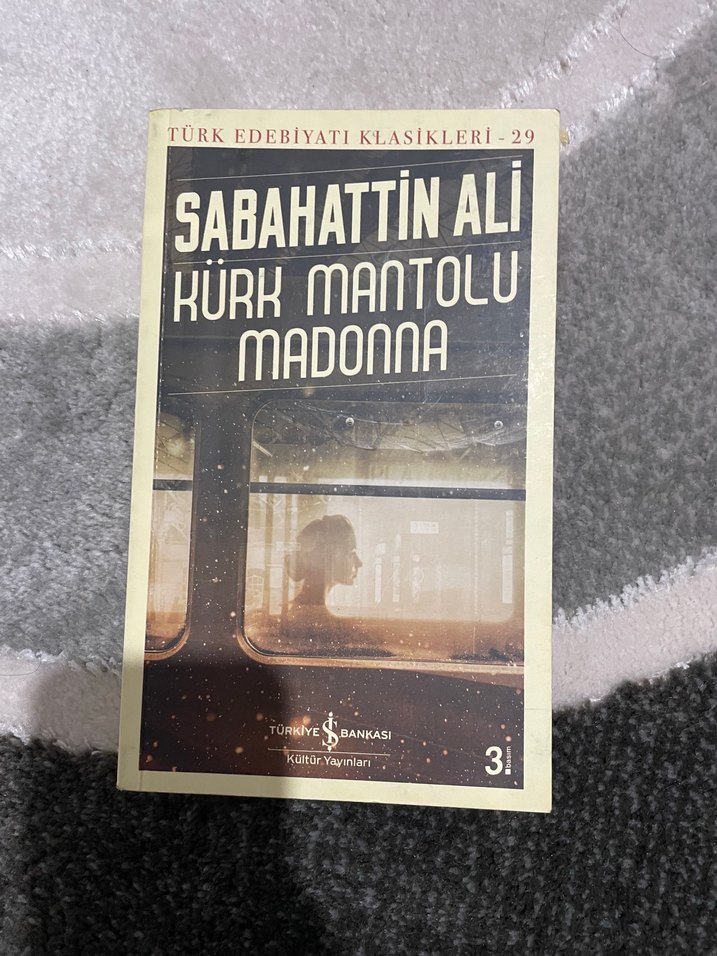 TÜRK EDEBİYATI KLASİKLERİ - 29
SABAHATTİN ALİ
KÜRK MANTOLU
MADONNA
TÜRKİYE İŞ BANKASI
Kültür Yayınları
3.
basım